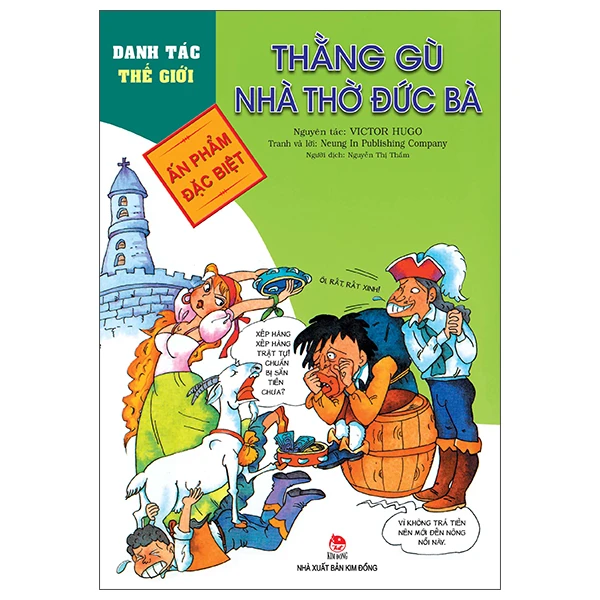 DANH TÁC
THẾ GIỚI
THẰNG GÙ
NHÀ THỜ ĐỨC BÀ
Nguyên tác: VICTOR HUGO
Tranh và lời: Neung In Publishing Company
Người dịch: Nguyễn Thị Thắm
ẤN PHẨM
ĐẶC BIỆT
ÔI, RẤT, RẤT XINH!
XẾP HÀNG
XẾP HÀNG
TRẬT TỰ!
CHUẨN
BỊ SẴN
TIỀN
CHƯA?
VÌ KHÔNG TRẢ TIỀN
NÊN MỚI ĐẾN NÔNG
NỖI NÀY.
KIM ĐỒNG
NHÀ XUẤT BẢN KIM ĐỒNG